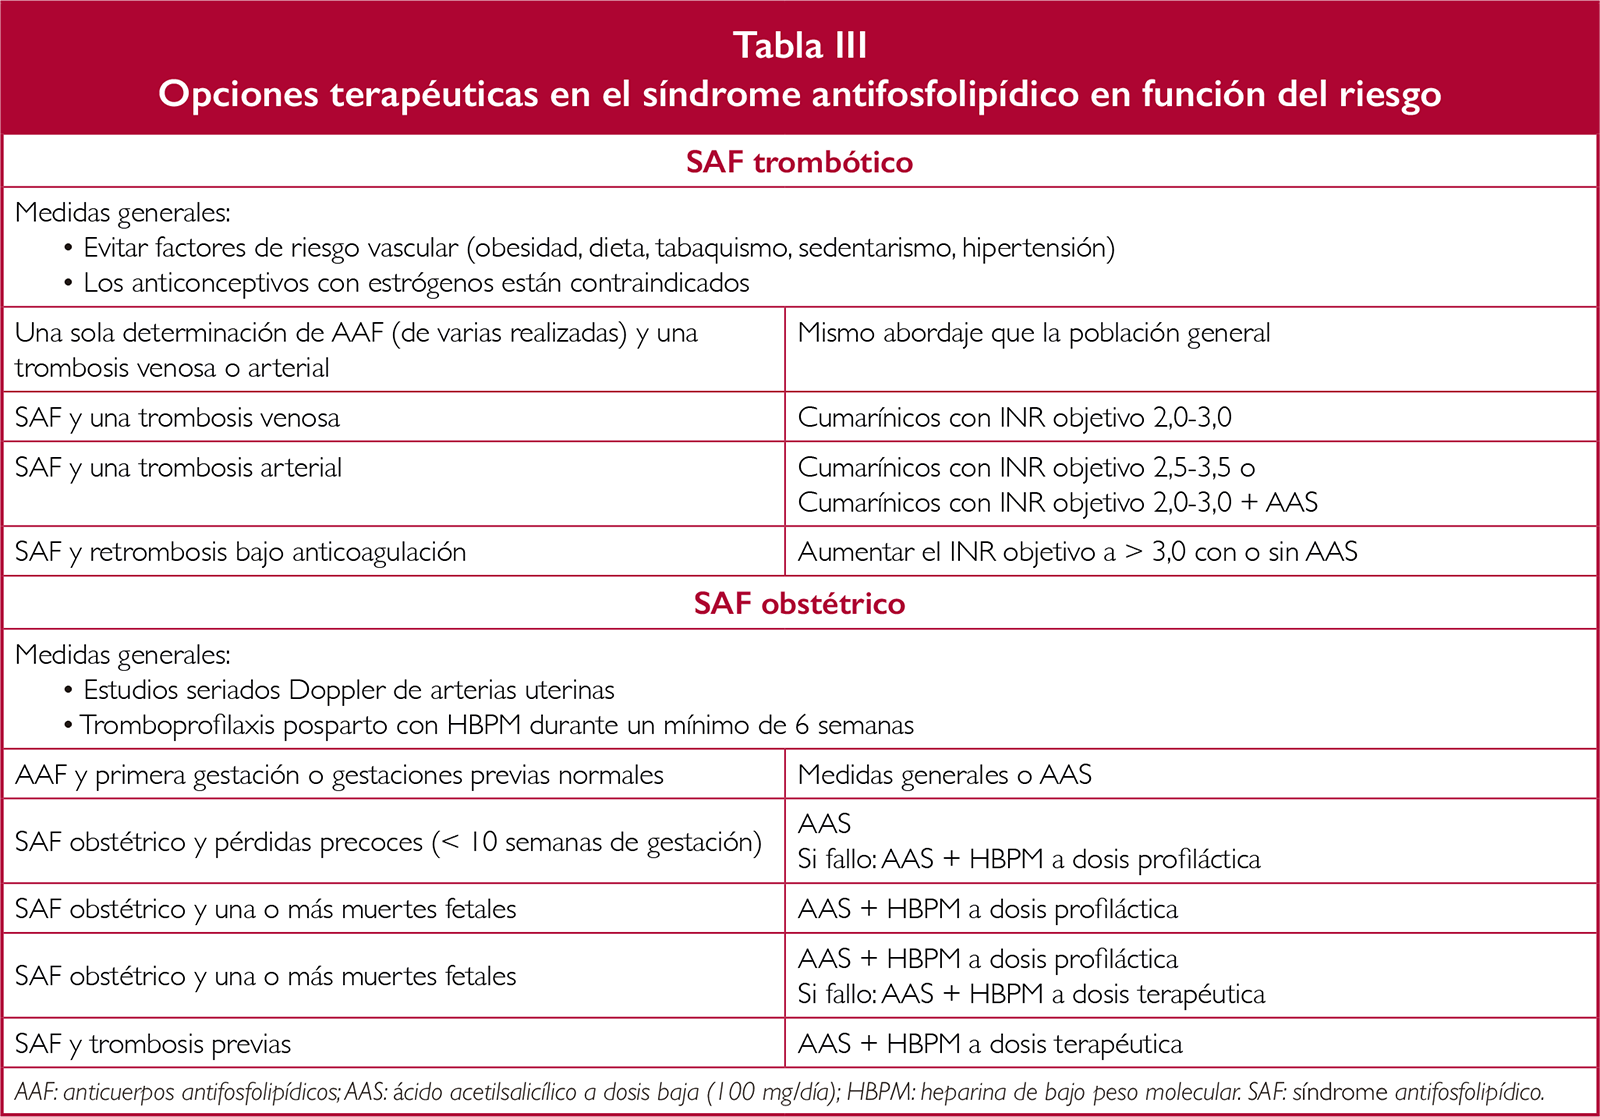 Tabla III
Opciones terapéuticas en el síndrome antifosfolipídico en función del riesgo
SAF trombótico
Medidas generales:
• Evitar factores de riesgo vascular (obesidad, dieta, tabaquismo, sedentarismo, hipertensión)
• Los anticonceptivos con estrógenos están contraindicados
Una sola determinación de AAF (de varias realizadas) y una
trombosis venosa o arterial
Mismo abordaje que la población general
SAF y una trombosis venosa
Cumarínicos con INR objetivo 2,0-3,0
SAF y una trombosis arterial
Cumarínicos con INR objetivo 2,5-3,5 o
Cumarínicos con INR objetivo 2,0-3,0 + AAS
SAF y retrombosis bajo anticoagulación
Aumentar el INR objetivo a > 3,0 con o sin AAS
SAF obstétrico
Medidas generales:
• Estudios seriados Doppler de arterias uterinas
• Tromboprofilaxis posparto con HBPM durante un mínimo de 6 semanas
AAF y primera gestación o gestaciones previas normales
Medidas generales o AAS
SAF obstétrico y pérdidas precoces (< 10 semanas de gestación)
AAS
Si fallo: AAS + HBPM a dosis profiláctica
SAF obstétrico y una o más muertes fetales
AAS + HBPM a dosis profiláctica
SAF obstétrico y una o más muertes fetales
AAS + HBPM a dosis profiláctica
Si fallo: AAS + HBPM a dosis terapéutica
SAF y trombosis previas
AAS + HBPM a dosis terapéutica
AAF: anticuerpos antifosfolipídicos; AAS: ácido acetilsalicílico a dosis baja (100 mg/día); HBPM: heparina de bajo peso molecular. SAF: síndrome antifosfolipídico.